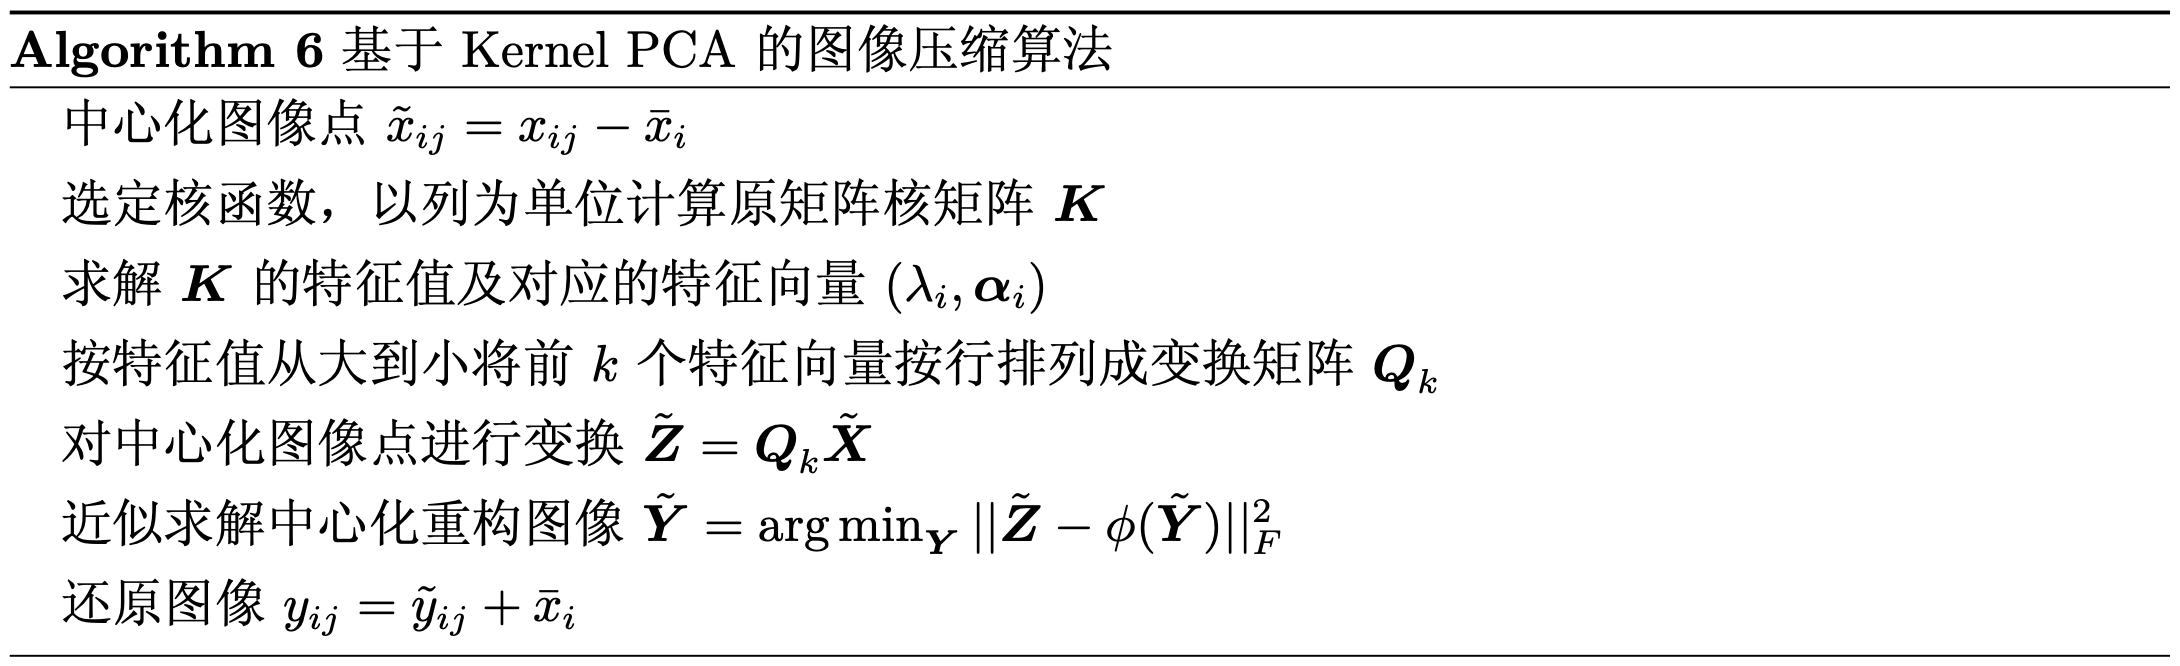 Algorithm 6 基于 Kernel PCA 的图像压缩算法
中心化图像点 $\tilde{x}_{ij} = x_{ij} - \bar{x}_i$
选定核函数，以列为单位计算原矩阵核矩阵 $\boldsymbol{K}$
求解 $\boldsymbol{K}$ 的特征值及对应的特征向量 $(\lambda_i, \boldsymbol{\alpha}_i)$
按特征值从大到小将前 $k$ 个特征向量按行排列成变换矩阵 $\boldsymbol{Q}_k$
对中心化图像点进行变换 $\tilde{\boldsymbol{Z}} = \boldsymbol{Q}_k \tilde{\boldsymbol{X}}$
近似求解中心化重构图像 $\tilde{\boldsymbol{Y}} = \arg\min_{\boldsymbol{Y}} ||\tilde{\boldsymbol{Z}} - \phi(\tilde{\boldsymbol{Y}})||_F^2$
还原图像 $y_{ij} = \tilde{y}_{ij} + \bar{x}_i$